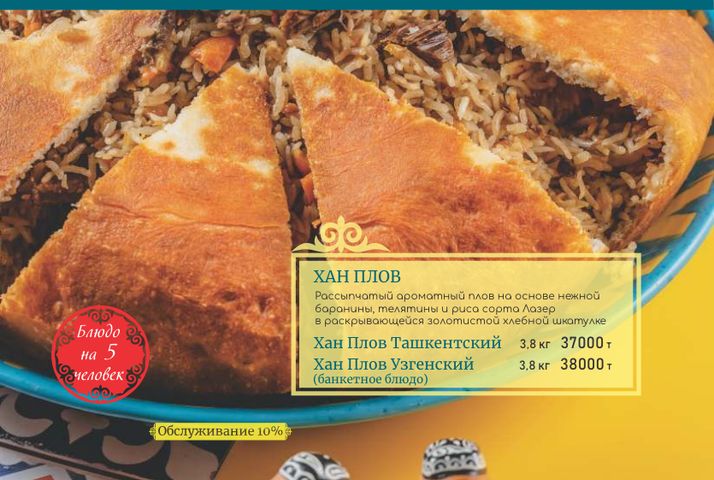 ХАН ПЛОВ
Рассыпчатый ароматный плов на основе нежной
баранины, телятины и риса сорта Лазер
в раскрывающейся золотистой хлебной шкатулке
Хан Плов Ташкентский 3,8 кг 37000 т
Хан Плов Узгенский 3,8 кг 38000 т
(банкетное блюдо)
Блюдо
на 5
человек
Обслуживание 10%